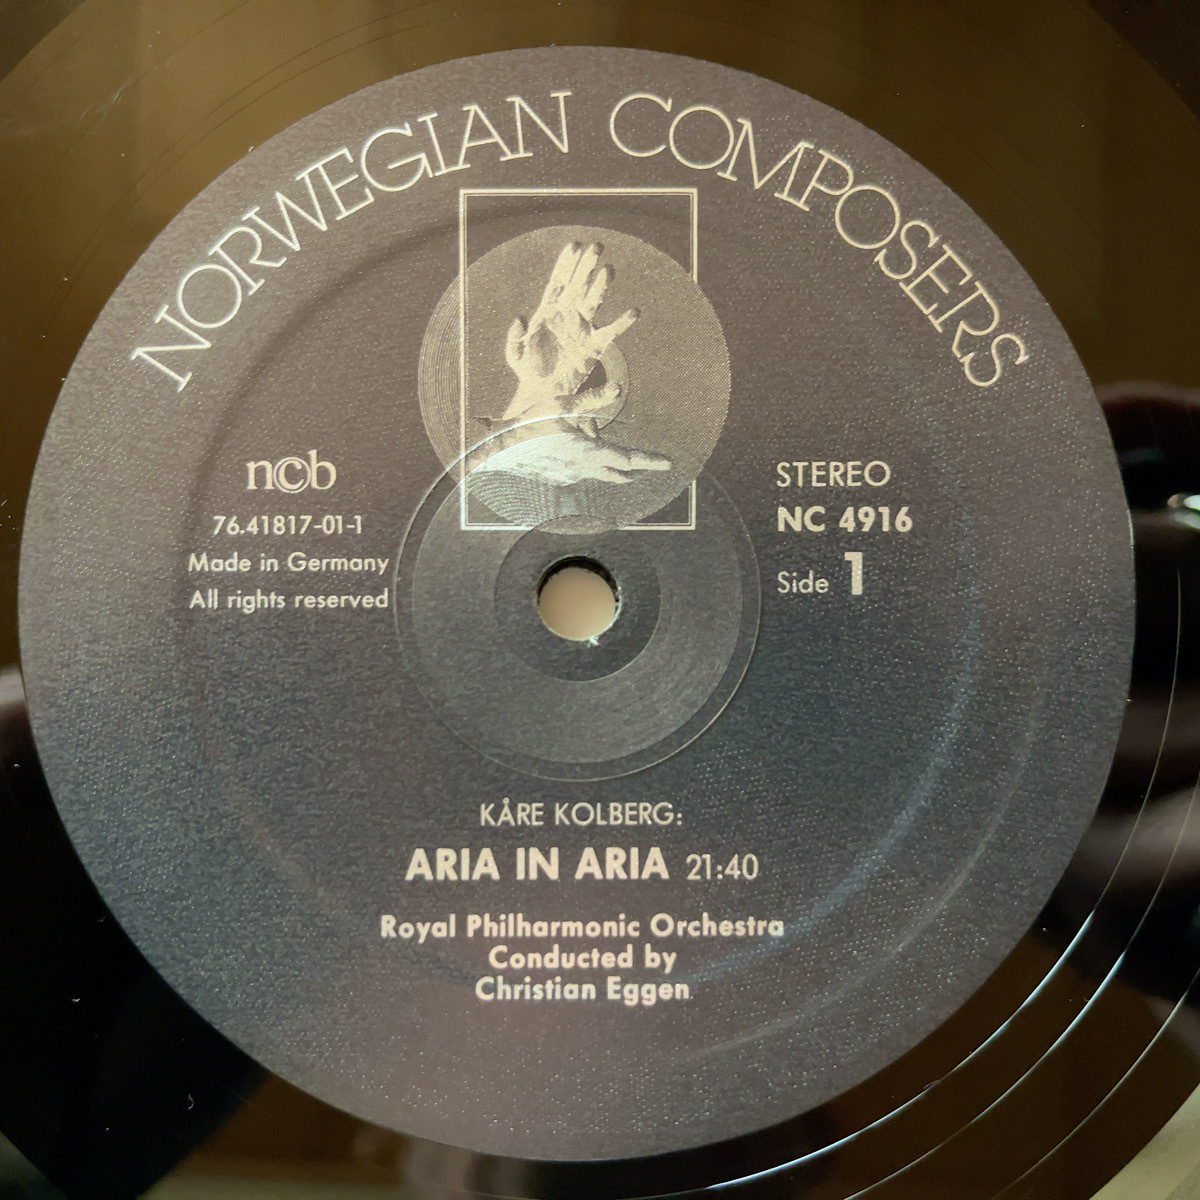 NORWEGIAN COMPOSERS
n©b
76.41817-01-1
Made in Germany
All rights reserved
STEREO
NC 4916
Side 1
KÅRE KOLBERG:
ARIA IN ARIA 21:40
Royal Philharmonic Orchestra
Conducted by
Christian Eggen